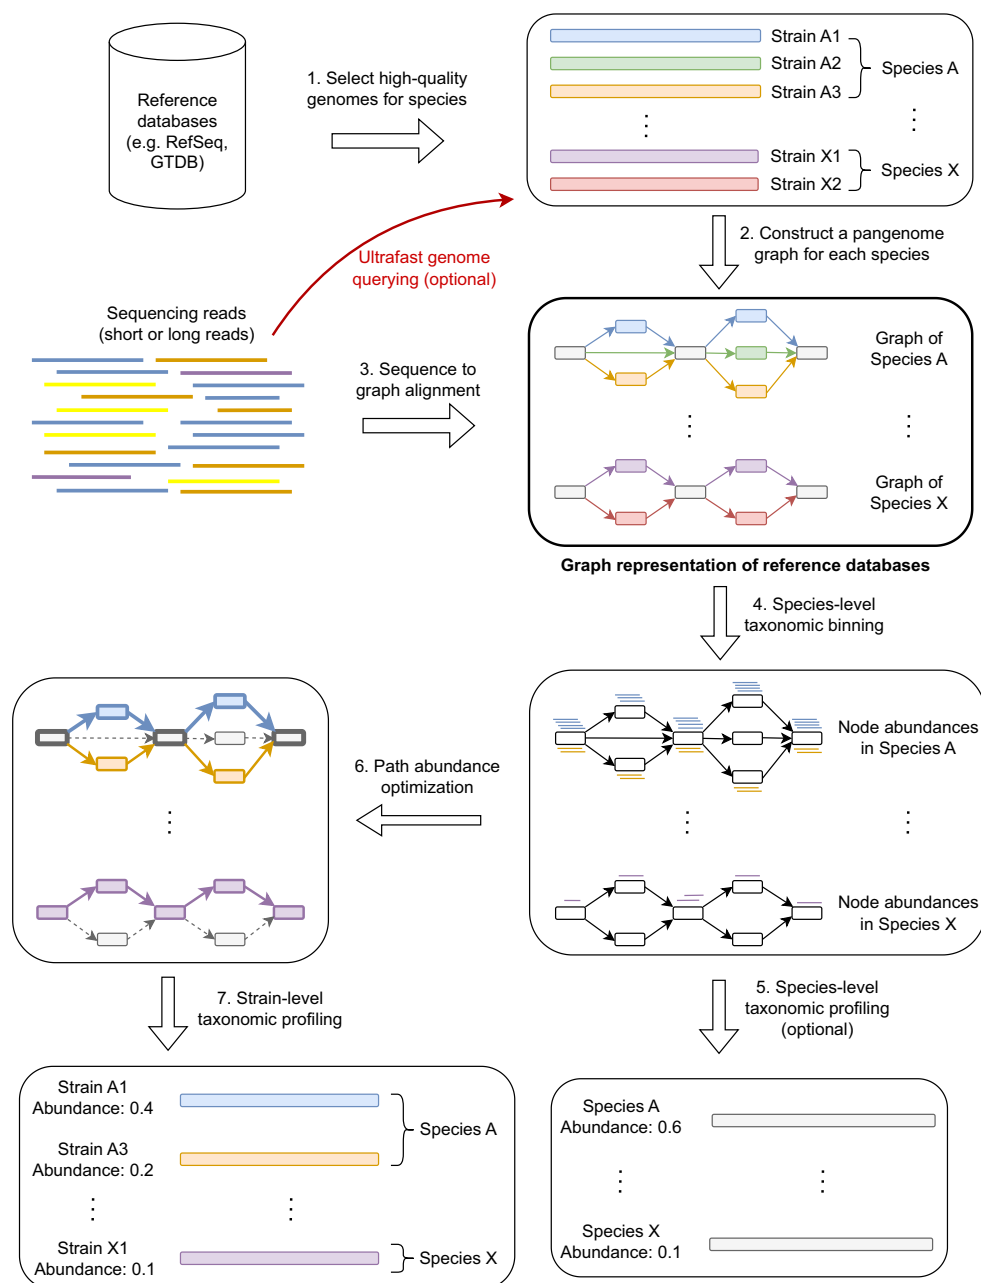 Reference
databases
(e.g. RefSeq,
GTDB)
1. Select high-quality
genomes for species
Strain A1
Strain A2
Strain A3
Species A
Strain X1
Strain X2
Species X
2. Construct a pangenome
graph for each species
Ultrafast genome
querying (optional)
Sequencing reads
(short or long reads)
3. Sequence to
graph alignment
Graph of
Species A
Graph of
Species X
Graph representation of reference databases
4. Species-level
taxonomic binning
Node abundances
in Species A
Node abundances
in Species X
6. Path abundance
optimization
5. Species-level
taxonomic profiling
(optional)
7. Strain-level
taxonomic profiling
Strain A1
Abundance: 0.4
Strain A3
Abundance: 0.2
Species A
Strain X1
Abundance: 0.1
Species X
Species A
Abundance: 0.6
Species X
Abundance: 0.1